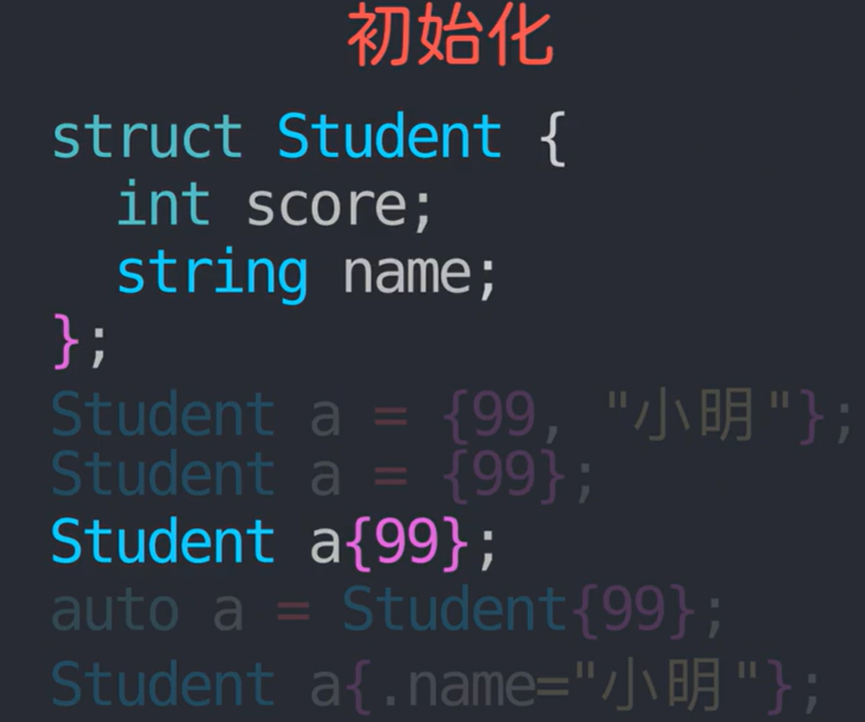 初始化
struct Student {
  int score;
  string name;
};
Student a = {99, "小明"};
Student a = {99};
Student a{99};
auto a = Student{99};
Student a{.name="小明"};